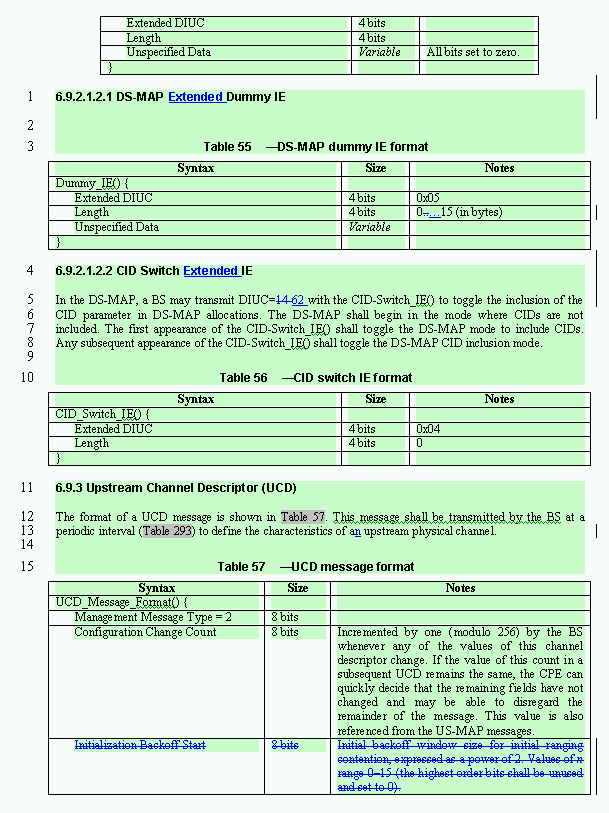 Extended DIUC 4 bits
Length 4 bits
Unspecified Data Variable All bits set to zero.
}
1 6.9.2.1.2.1 DS-MAP Extended Dummy IE
2
3 Table 55 —DS-MAP dummy IE format
Syntax Size Notes
Dummy_IE() {
Extended DIUC 4 bits 0x05
Length 4 bits 0–…15 (in bytes)
Unspecified Data Variable
}
4 6.9.2.1.2.2 CID Switch Extended IE
5 In the DS-MAP, a BS may transmit DIUC=14 62 with the CID-Switch_IE() to toggle the inclusion of the
6 CID parameter in DS-MAP allocations. The DS-MAP shall begin in the mode where CIDs are not
7 included. The first appearance of the CID-Switch_IE() shall toggle the DS-MAP mode to include CIDs.
8 Any subsequent appearance of the CID-Switch_IE() shall toggle the DS-MAP CID inclusion mode.
9
10 Table 56 —CID switch IE format
Syntax Size Notes
CID_Switch_IE() {
Extended DIUC 4 bits 0x04
Length 4 bits 0
}
11 6.9.3 Upstream Channel Descriptor (UCD)
12 The format of a UCD message is shown in Table 57. This message shall be transmitted by the BS at a
13 periodic interval (Table 293) to define the characteristics of an upstream physical channel.
14
15 Table 57 —UCD message format
Syntax Size Notes
UCD_Message_Format() {
Management Message Type = 2 8 bits
Configuration Change Count 8 bits Incremented by one (modulo 256) by the BS
whenever any of the values of this channel
descriptor change. If the value of this count in a
subsequent UCD remains the same, the CPE can
quickly decide that the remaining fields have not
changed and may be able to disregard the
remainder of the message. This value is also
referenced from the US-MAP messages.
Initialization Backoff Start 8 bits Initial backoff window size for initial ranging
contention, expressed as a power of 2. Values of n
range 0–15 (the highest order bits shall be unused
and set to 0).